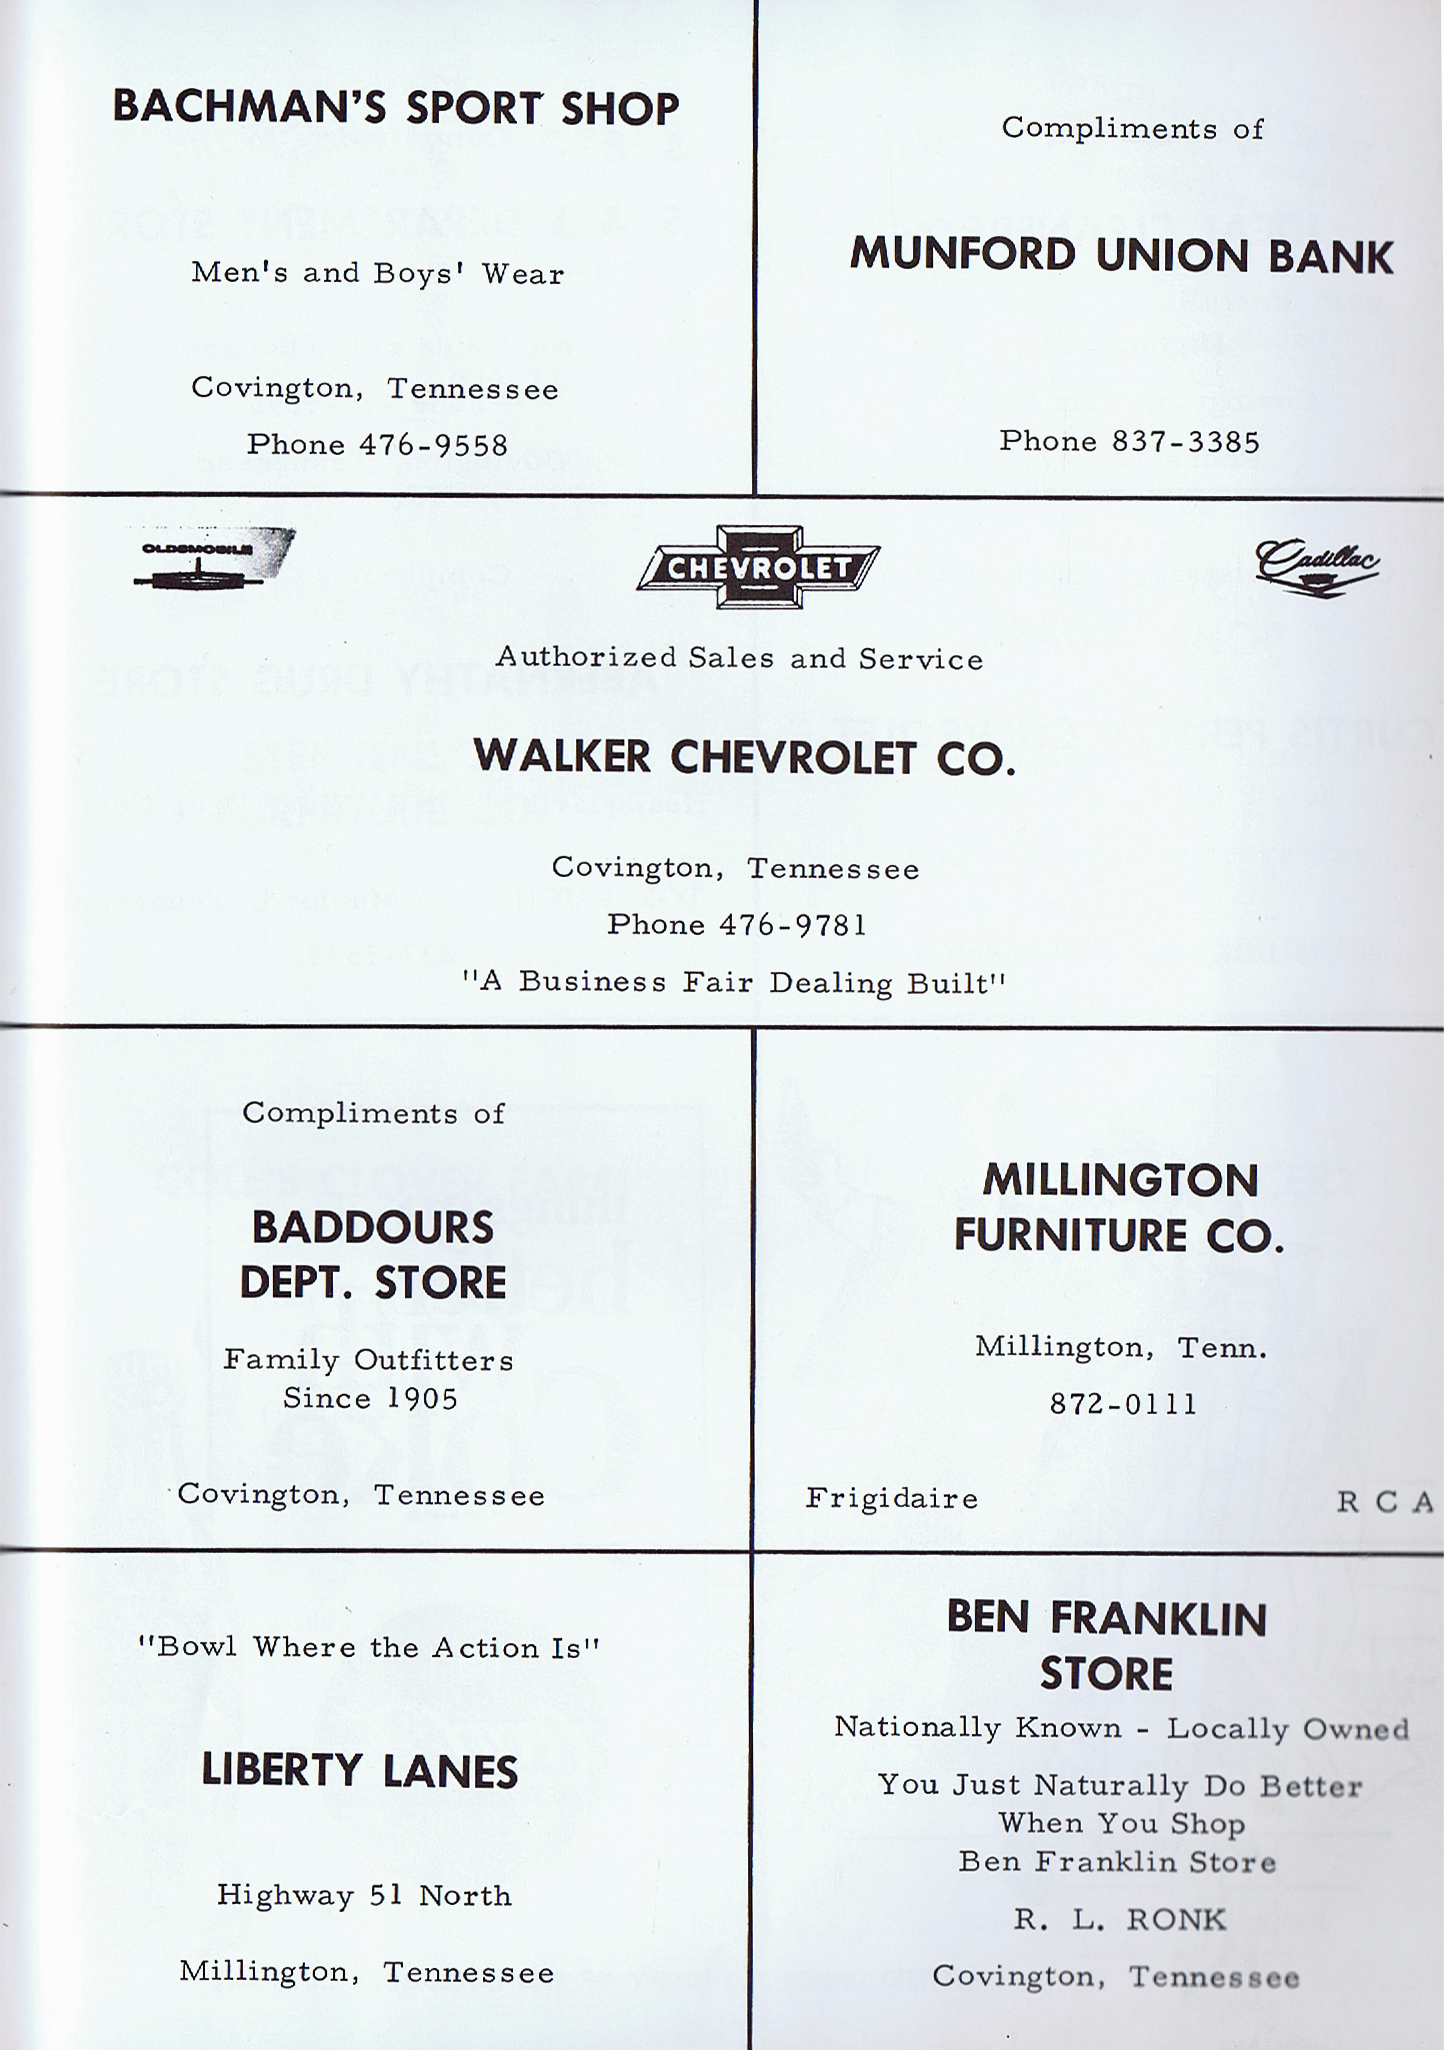 BACHMAN'S SPORT SHOP
Men's and Boys' Wear
Covington, Tennessee
Phone 476-9558
Compliments of
MUNFORD UNION BANK
Phone 837-3385
OLDSMOBILE
CHEVROLET
Cadillac
Authorized Sales and Service
WALKER CHEVROLET CO.
Covington, Tennessee
Phone 476-9781
"A Business Fair Dealing Built"
Compliments of
BADDOURS
DEPT. STORE
Family Outfitters
Since 1905
Covington, Tennessee
MILLINGTON
FURNITURE CO.
Millington, Tenn.
872-0111
Frigidaire R C A
"Bowl Where the Action Is"
LIBERTY LANES
Highway 51 North
Millington, Tennessee
BEN FRANKLIN
STORE
Nationally Known - Locally Owned
You Just Naturally Do Better
When You Shop
Ben Franklin Store
R. L. RONK
Covington, Tennessee